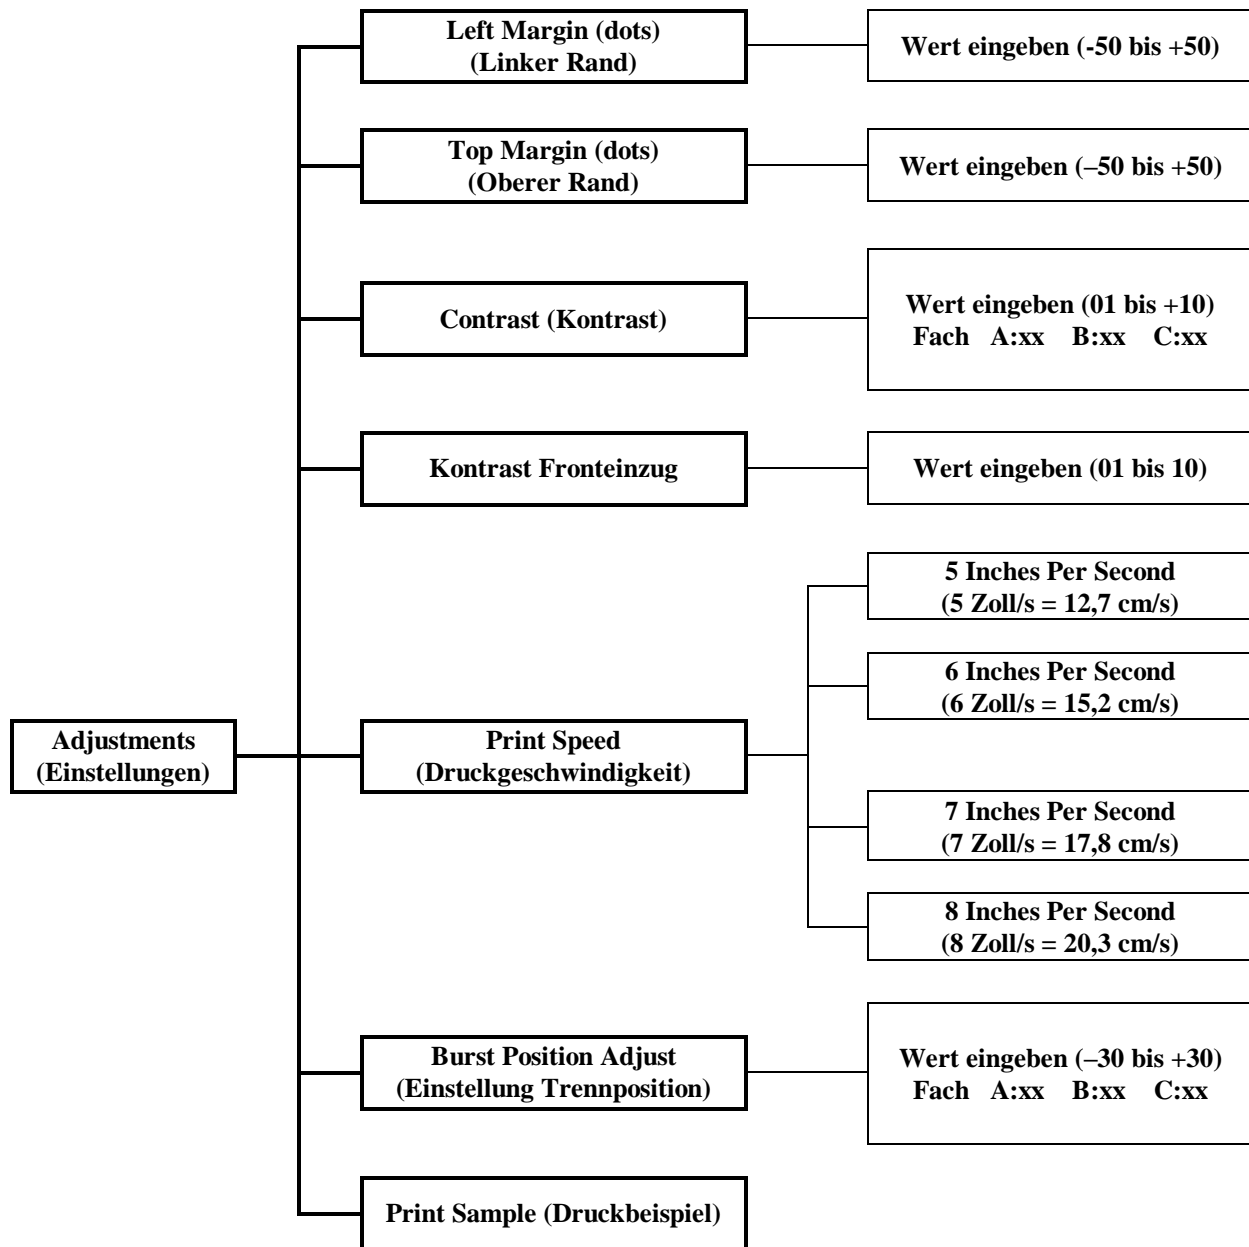 Left Margin (dots)
(Linker Rand)
Wert eingeben (-50 bis +50)
Top Margin (dots)
(Oberer Rand)
Wert eingeben (–50 bis +50)
Contrast (Kontrast)
Wert eingeben (01 bis +10)
Fach A:xx B:xx C:xx
Kontrast Fronteinzug
Wert eingeben (01 bis 10)
Adjustments
(Einstellungen)
Print Speed
(Druckgeschwindigkeit)
5 Inches Per Second
(5 Zoll/s = 12,7 cm/s)
6 Inches Per Second
(6 Zoll/s = 15,2 cm/s)
7 Inches Per Second
(7 Zoll/s = 17,8 cm/s)
8 Inches Per Second
(8 Zoll/s = 20,3 cm/s)
Burst Position Adjust
(Einstellung Trennposition)
Wert eingeben (–30 bis +30)
Fach A:xx B:xx C:xx
Print Sample (Druckbeispiel)